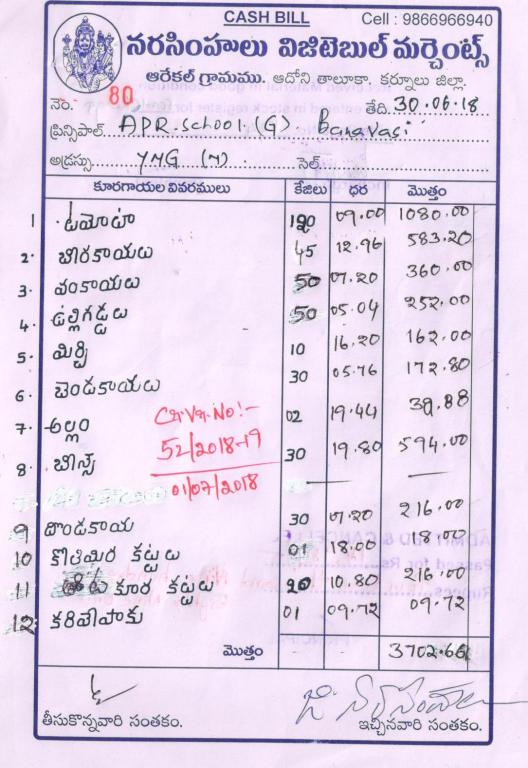 CASH BILL
Cell : 9866966940
నరసింహులు విజిటెబుల్ మర్చెంట్స్
ఆరేకల్ గ్రామము. ఆదోని తాలూకా. కర్నూలు జిల్లా.
నెం. 80 తేది. 30.06.18
ప్రిన్సిపాల్ APR.School.(G). Banavasi
అడ్రస్సు YMG (M). సెల్
కూరగాయల వివరములు కేజీలు ధర మొత్తం
1 టమోటా 120 09.00 1080.00
2. బీరకాయలు 45 12.96 583.20
3. వంకాయలు 50 07.20 360.00
4. ఉల్లిగడ్డలు 50 05.04 252.00
5. మిర్చి 10 16.20 162.00
6. బెండకాయలు 30 05.76 172.80
7. అల్లం 02 19.44 38.88
8. బీన్స్ 30 19.80 594.00
Cr.Vr.No:-
52/2018-19
01/07/2018
9 దొండకాయ 30 07.20 216.00
10 కొతిమీర కట్టలు 01 18.00 18.00
11 కూర కట్టలు 20 10.80 216.00
12 కరివేపాకు 01 09.72 09.72
మొత్తం 3702.66
తీసుకొన్నవారి సంతకం. ఇచ్చినవారి సంతకం.